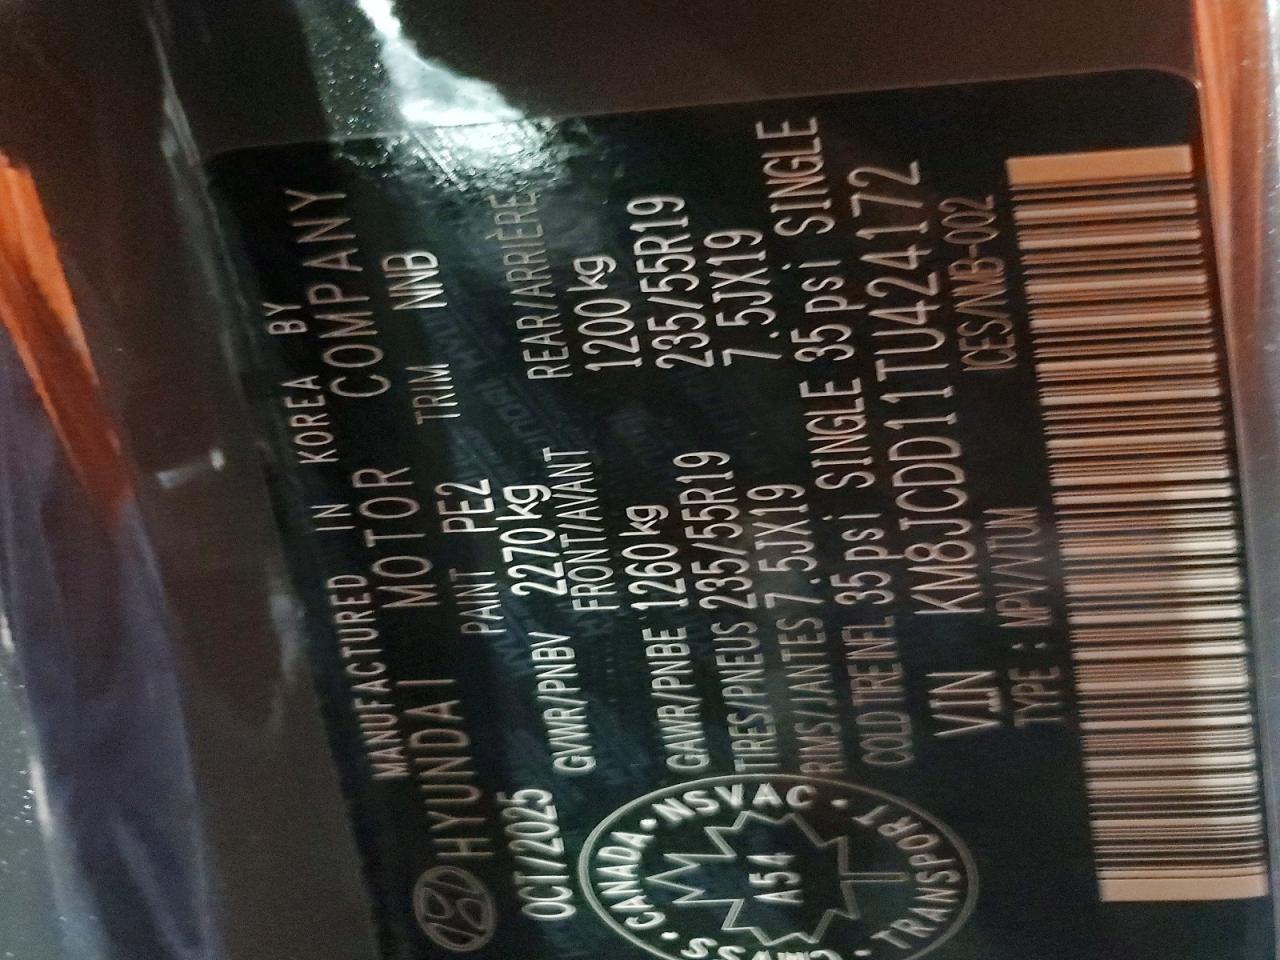 MANUFACTURED IN KOREA BY
HYUNDAI MOTOR COMPANY
PAINT PE2 TRIM NNB
OCT/2025 GVWR/PNBV 2270kg
FRONT/AVANT REAR/ARRIÈRE
GAWR/PNBE 1260kg 1200kg
TIRES/PNEUS 235/55R19 235/55R19
RIMS/JANTES 7.5JX19 7.5JX19
COLD TIRE INFL 35psi SINGLE 35psi SINGLE
VIN KM8JCDD11TU424172
TYPE : MPV/VTUM ICES/NMB-002
CANADA • NSVAC •
A54
TRANSPORT • CMVSS •